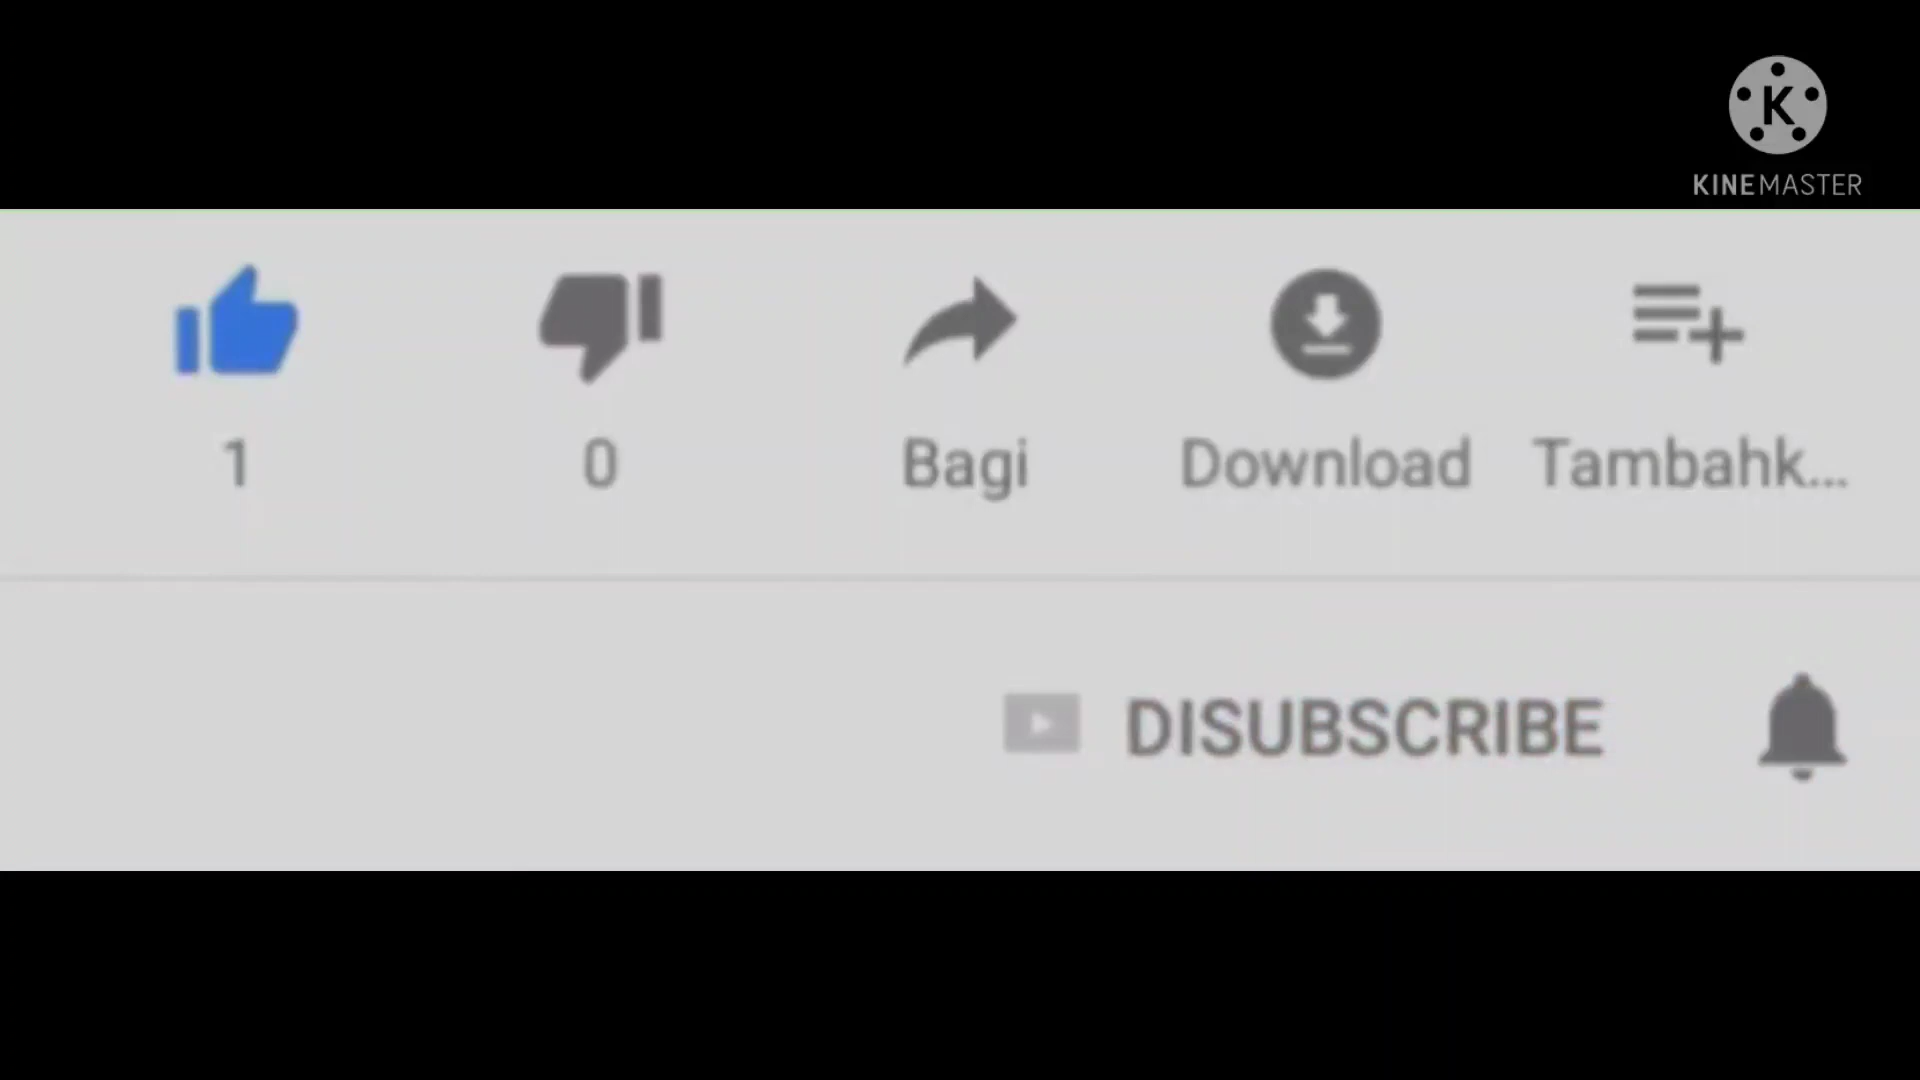 K
KINEMASTER
1
0
Bagi
Download
Tambahk...
DISUBSCRIBE